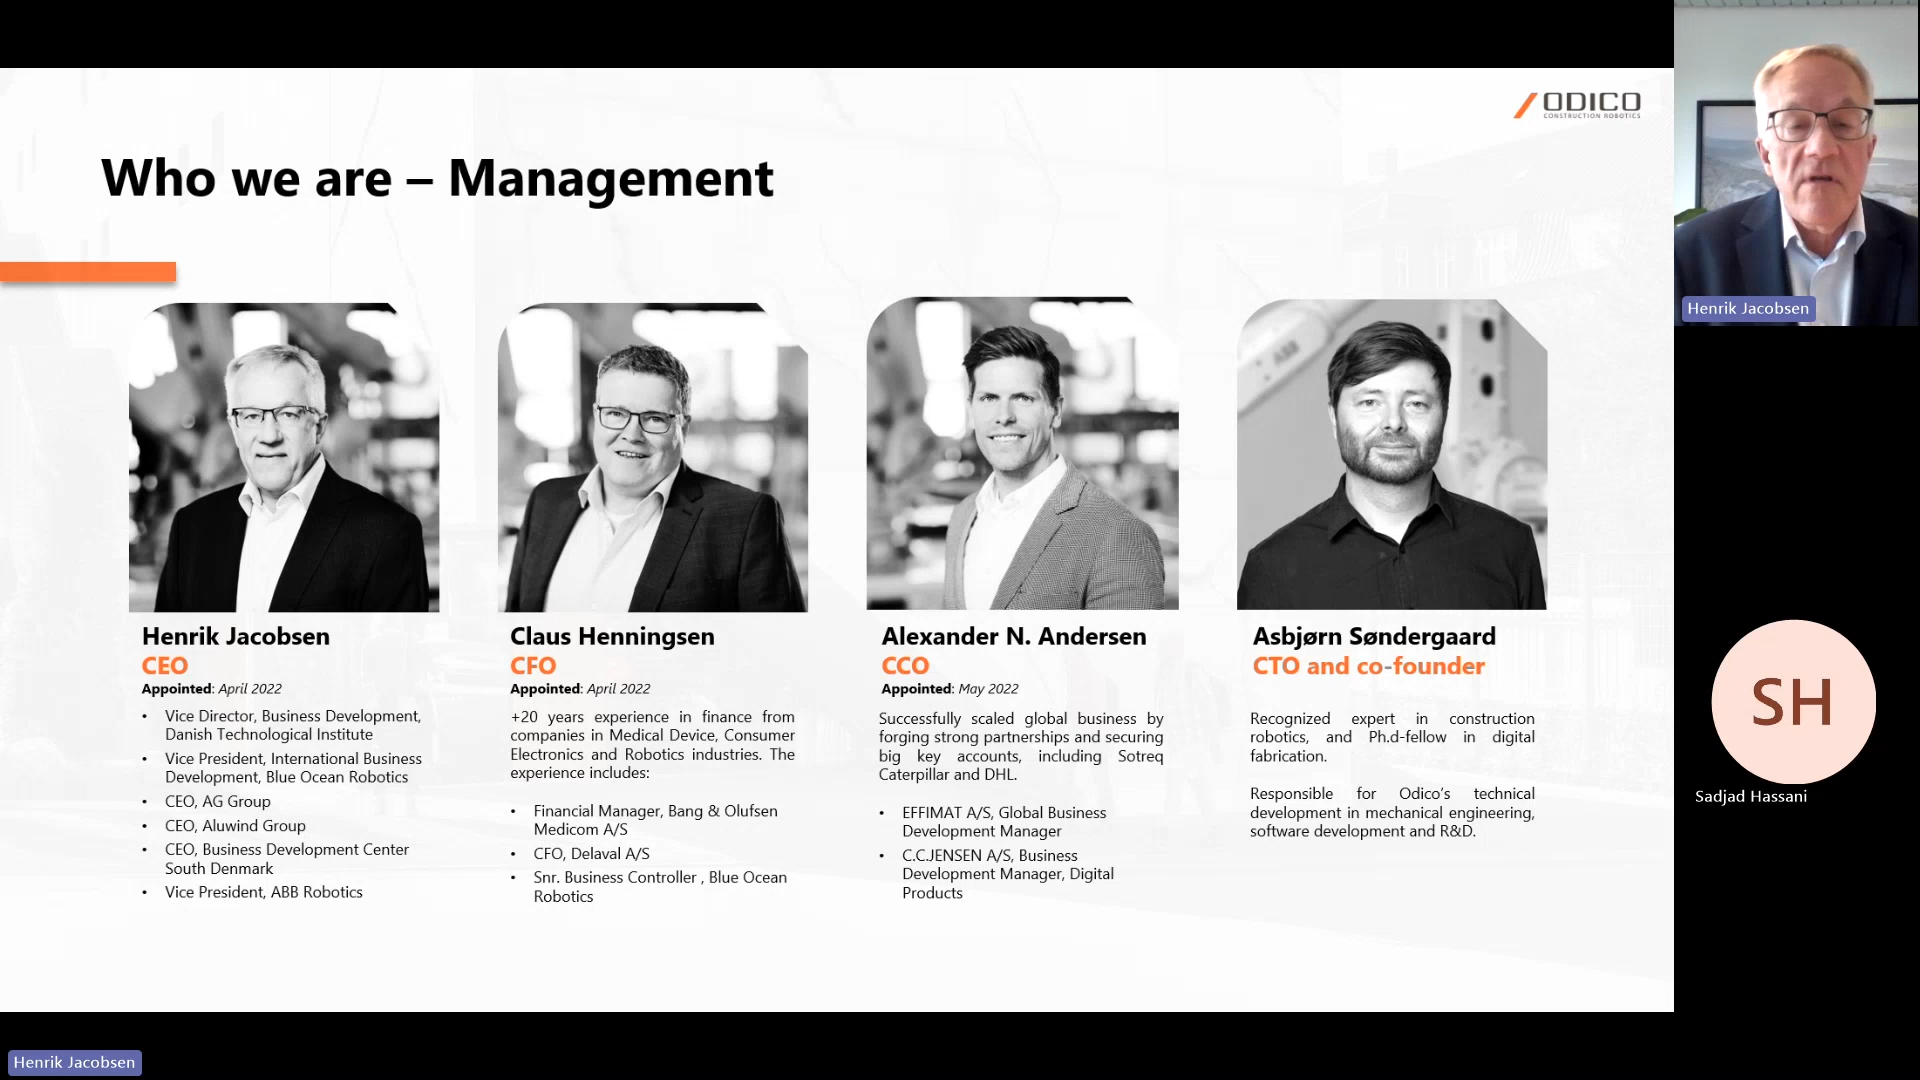 ODICO
CONSTRUCTION ROBOTICS
Who we are – Management
Henrik Jacobsen
CEO
Appointed: April 2022
• Vice Director, Business Development,
Danish Technological Institute
• Vice President, International Business
Development, Blue Ocean Robotics
• CEO, AG Group
• CEO, Aluwind Group
• CEO, Business Development Center
South Denmark
• Vice President, ABB Robotics
Claus Henningsen
CFO
Appointed: April 2022
+20 years experience in finance from
companies in Medical Device, Consumer
Electronics and Robotics industries. The
experience includes:
• Financial Manager, Bang & Olufsen
Medicom A/S
• CFO, Delaval A/S
• Snr. Business Controller , Blue Ocean
Robotics
Alexander N. Andersen
CCO
Appointed: May 2022
Successfully scaled global business by
forging strong partnerships and securing
big key accounts, including Sotreq
Caterpillar and DHL.
• EFFIMAT A/S, Global Business
Development Manager
• C.C.JENSEN A/S, Business
Development Manager, Digital
Products
ABB
Asbjørn Søndergaard
CTO and co-founder
Recognized expert in construction
robotics, and Ph.d-fellow in digital
fabrication.
Responsible for Odico's technical
development in mechanical engineering,
software development and R&D.
Henrik Jacobsen
SH
Sadjad Hassani
Henrik Jacobsen